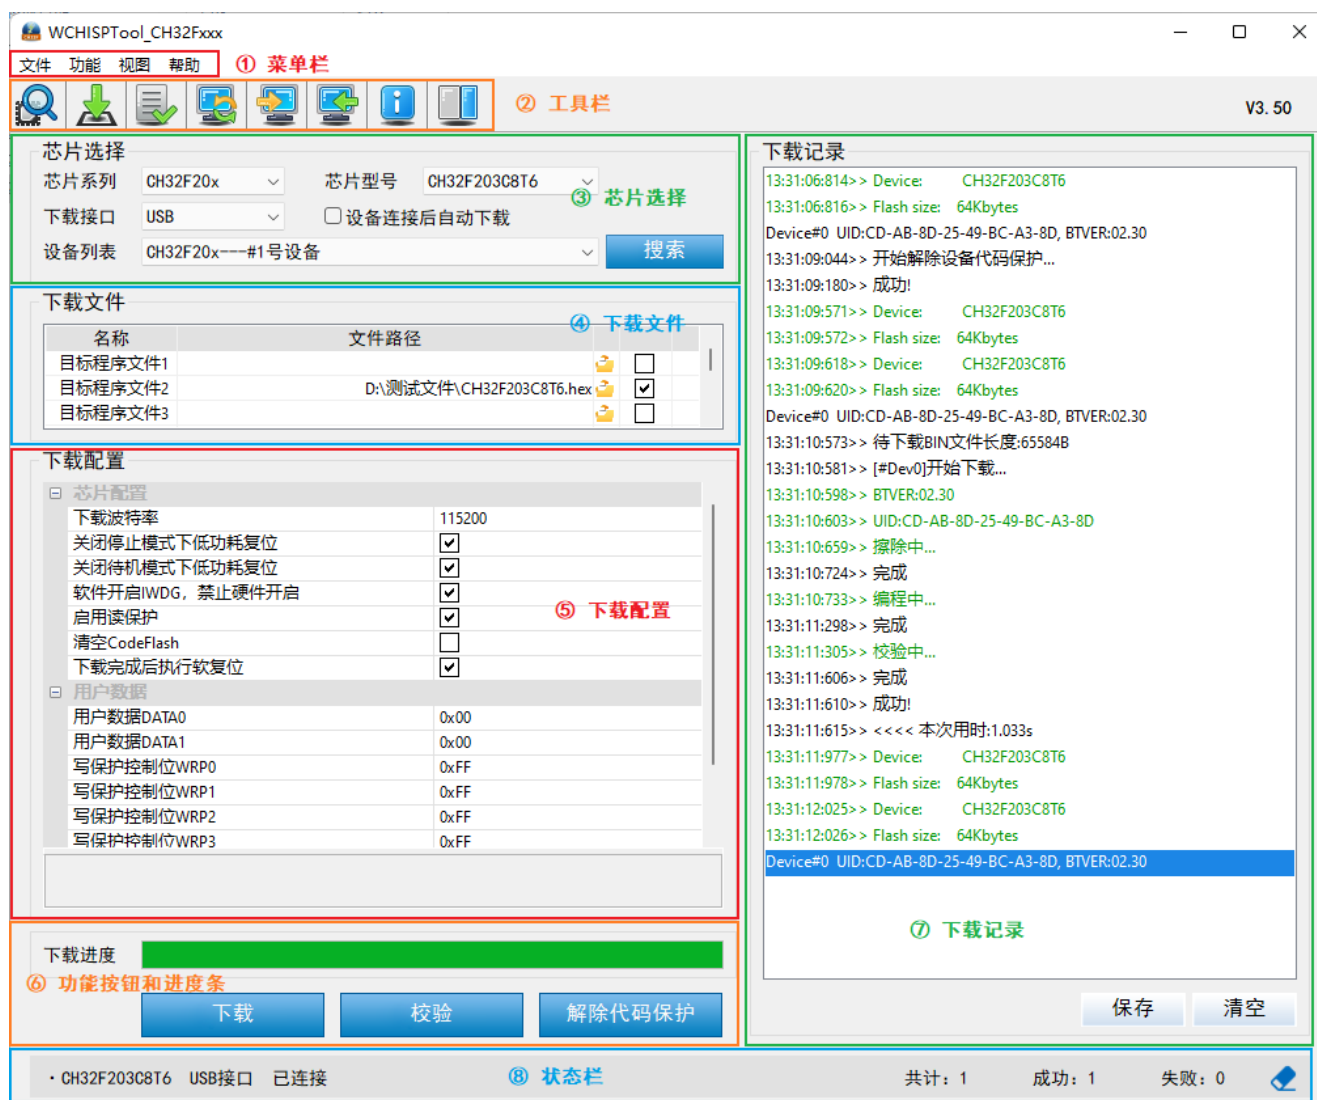 WCHISPTool_CH32Fxxx
文件 功能 视图 帮助 ① 菜单栏
② 工具栏
V3.50
芯片选择
芯片系列 CH32F20x 芯片型号 CH32F203C8T6
③ 芯片选择
下载接口 USB 设备连接后自动下载
设备列表 CH32F20x---#1号设备 搜索
下载文件
④ 下载文件
名称 文件路径
目标程序文件1
目标程序文件2 D:\测试文件\CH32F203C8T6.hex
目标程序文件3
下载配置
芯片配置
下载波特率 115200
关闭停止模式下低功耗复位
关闭待机模式下低功耗复位
软件开启IWDG，禁止硬件开启
启用读保护
⑤ 下载配置
清空CodeFlash
下载完成后执行软复位
用户数据
用户数据DATA0 0x00
用户数据DATA1 0x00
写保护控制位WRP0 0xFF
写保护控制位WRP1 0xFF
写保护控制位WRP2 0xFF
写保护控制位WRP3 0xFF
下载进度
⑥ 功能按钮和进度条
下载 校验 解除代码保护
下载记录
13:31:06:814>> Device: CH32F203C8T6
13:31:06:816>> Flash size: 64Kbytes
Device#0 UID:CD-AB-8D-25-49-BC-A3-8D, BTVER:02.30
13:31:09:044>> 开始解除设备代码保护...
13:31:09:180>> 成功!
13:31:09:571>> Device: CH32F203C8T6
13:31:09:572>> Flash size: 64Kbytes
13:31:09:618>> Device: CH32F203C8T6
13:31:09:620>> Flash size: 64Kbytes
Device#0 UID:CD-AB-8D-25-49-BC-A3-8D, BTVER:02.30
13:31:10:573>> 待下载BIN文件长度:65584B
13:31:10:581>> [#Dev0]开始下载...
13:31:10:598>> BTVER:02.30
13:31:10:603>> UID:CD-AB-8D-25-49-BC-A3-8D
13:31:10:659>> 擦除中...
13:31:10:724>> 完成
13:31:10:733>> 编程中...
13:31:11:298>> 完成
13:31:11:305>> 校验中...
13:31:11:606>> 完成
13:31:11:610>> 成功!
13:31:11:615>> <<<< 本次用时:1.033s
13:31:11:977>> Device: CH32F203C8T6
13:31:11:978>> Flash size: 64Kbytes
13:31:12:025>> Device: CH32F203C8T6
13:31:12:026>> Flash size: 64Kbytes
Device#0 UID:CD-AB-8D-25-49-BC-A3-8D, BTVER:02.30
⑦ 下载记录
保存 清空
·CH32F203C8T6 USB接口 已连接 ⑧ 状态栏 共计: 1 成功: 1 失败: 0